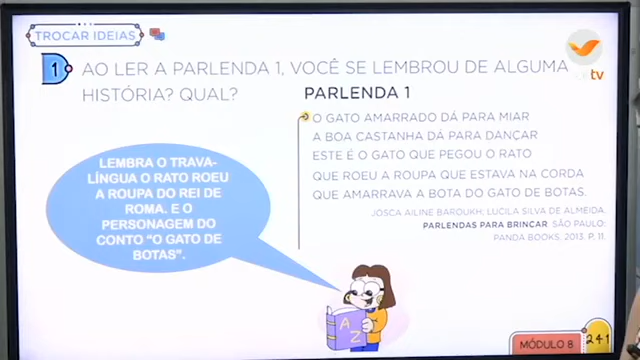 TROCAR IDEIAS
1
AO LER A PARLENDA 1, VOCÊ SE LEMBROU DE ALGUMA
HISTÓRIA? QUAL?
PARLENDA 1
O GATO AMARRADO DÁ PARA MIAR
A BOA CASTANHA DÁ PARA DANÇAR
ESTE É O GATO QUE PEGOU O RATO
QUE ROEU A ROUPA QUE ESTAVA NA CORDA
QUE AMARRAVA A BOTA DO GATO DE BOTAS.
JOSCA AILINE BAROUKH; LUCILA SILVA DE ALMEIDA.
PARLENDAS PARA BRINCAR. SÃO PAULO:
PANDA BOOKS, 2013. P. 11.
LEMBRA O TRAVA-
LÍNGUA O RATO ROEU
A ROUPA DO REI DE
ROMA. E O
PERSONAGEM DO
CONTO "O GATO DE
BOTAS".
A
Z
MÓDULO 8
241
tv